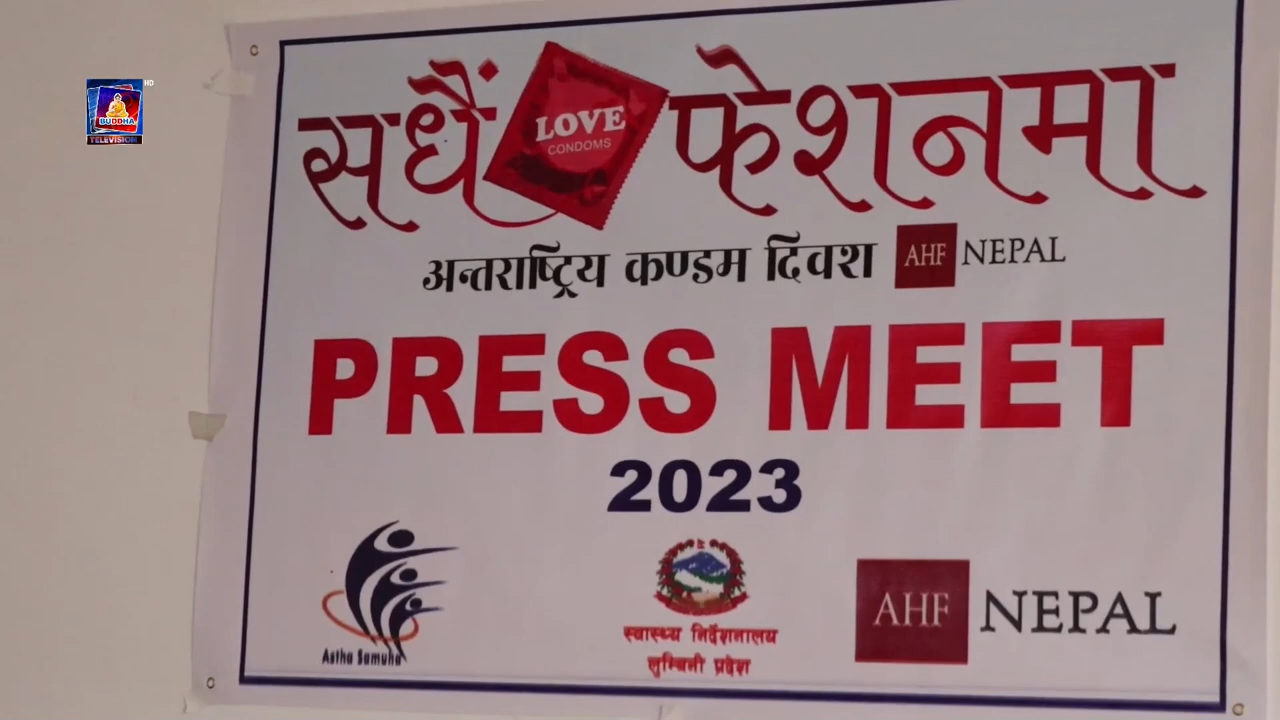 HD
BUDDHA
TELEVISION
सधैं LOVE CONDOMS फेशनमा
अन्तराष्ट्रिय कण्डम दिवश AHF NEPAL
PRESS MEET
2023
Astha Samuha
स्वास्थ्य निर्देशनालय
लुम्बिनी प्रदेश
AHF NEPAL